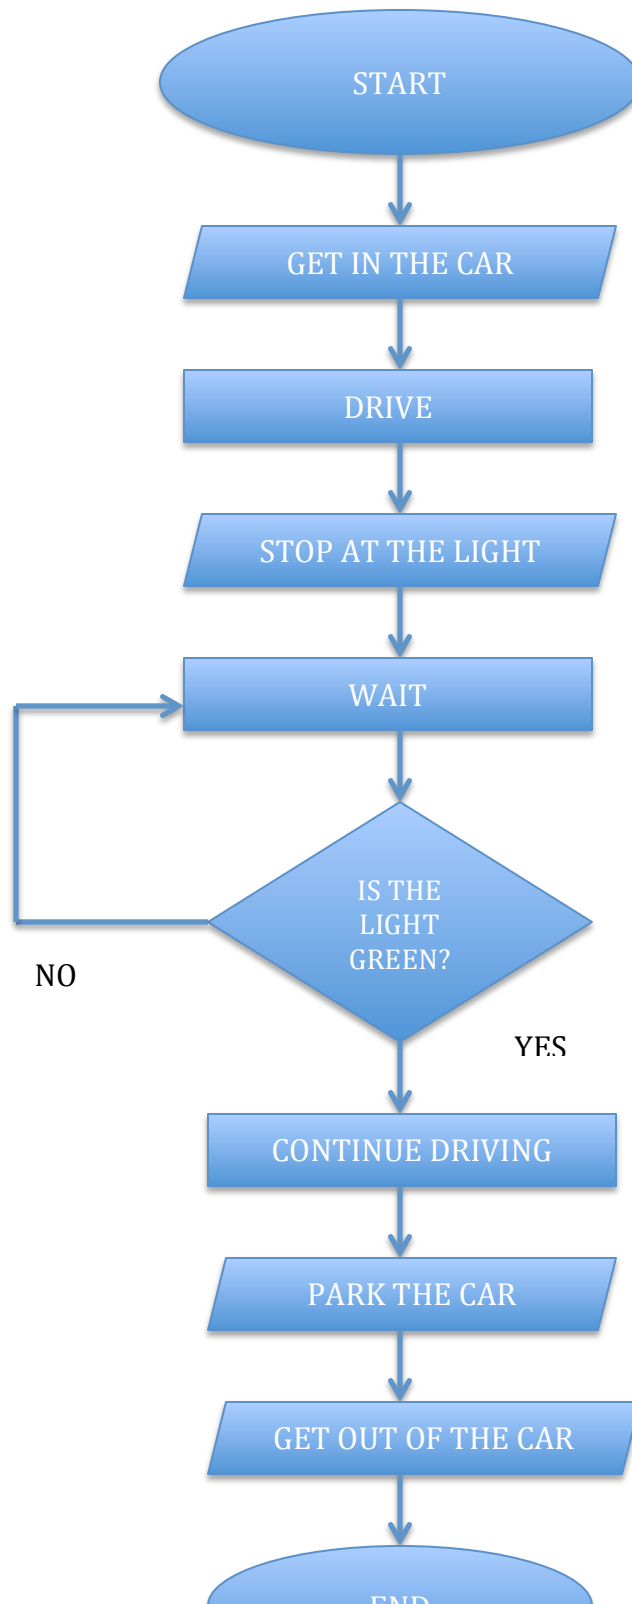 START
GET IN THE CAR
DRIVE
STOP AT THE LIGHT
WAIT
IS THE
LIGHT
GREEN?
NO
YES
CONTINUE DRIVING
PARK THE CAR
GET OUT OF THE CAR
END